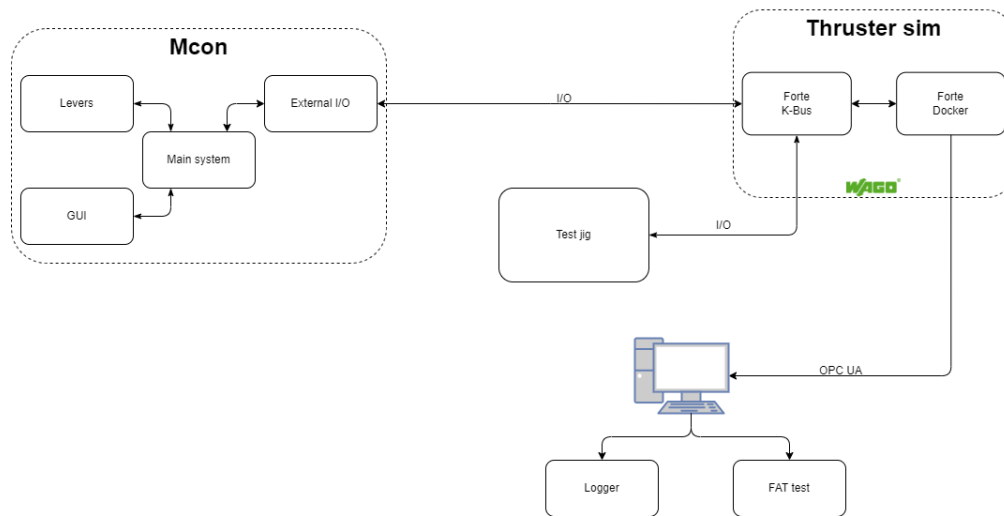 Mcon
Thruster sim
Levers
External I/O
I/O
Forte
K-Bus
Forte
Docker
Main system
WAGO
GUI
Test jig
I/O
OPC UA
Logger
FAT test